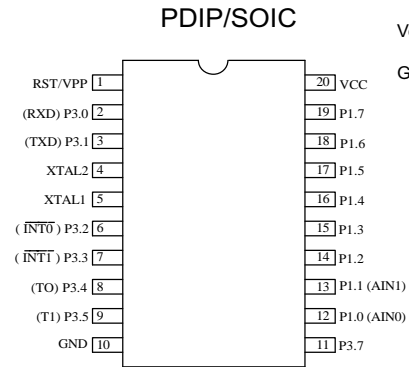 PDIP/SOIC
RST/VPP 1
(RXD) P3.0 2
(TXD) P3.1 3
XTAL2 4
XTAL1 5
(INT0) P3.2 6
(INT1) P3.3 7
(TO) P3.4 8
(T1) P3.5 9
GND 10
20 VCC
19 P1.7
18 P1.6
17 P1.5
16 P1.4
15 P1.3
14 P1.2
13 P1.1 (AIN1)
12 P1.0 (AIN0)
11 P3.7